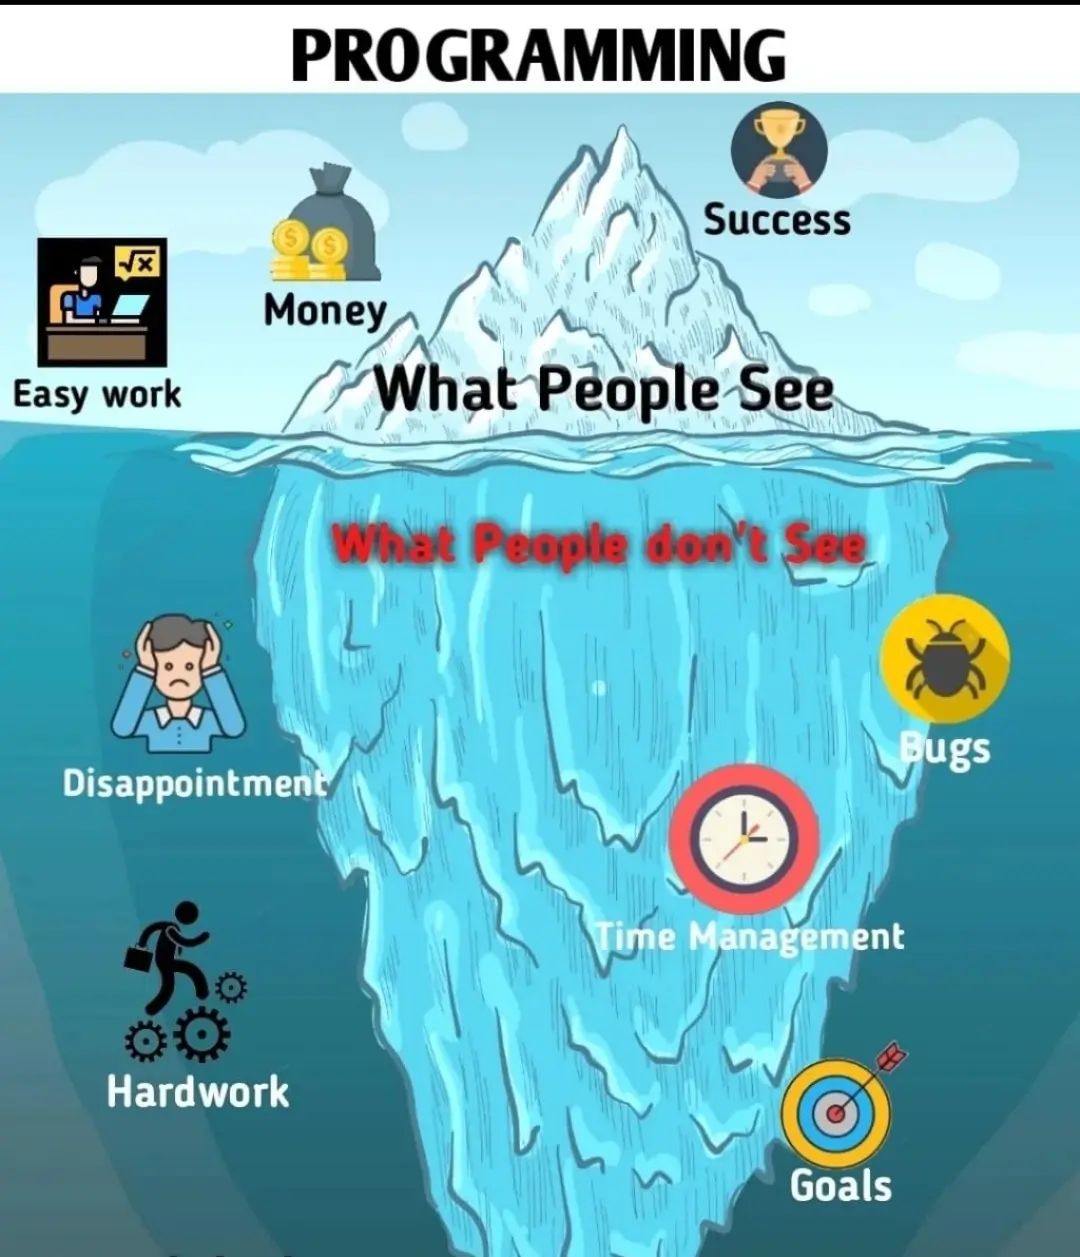 PROGRAMMING
Success
Money
Easy work
√x
$ $
What People See
What People don't See
Disappointment
Bugs
Time Management
Hardwork
Goals